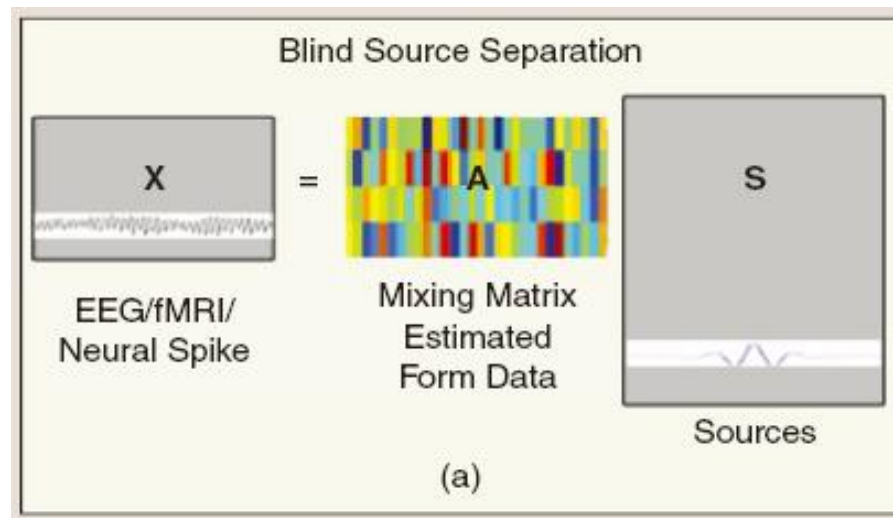 Blind Source Separation
X
=
A
S
EEG/fMRI/
Neural Spike
Mixing Matrix
Estimated
Form Data
Sources
(a)